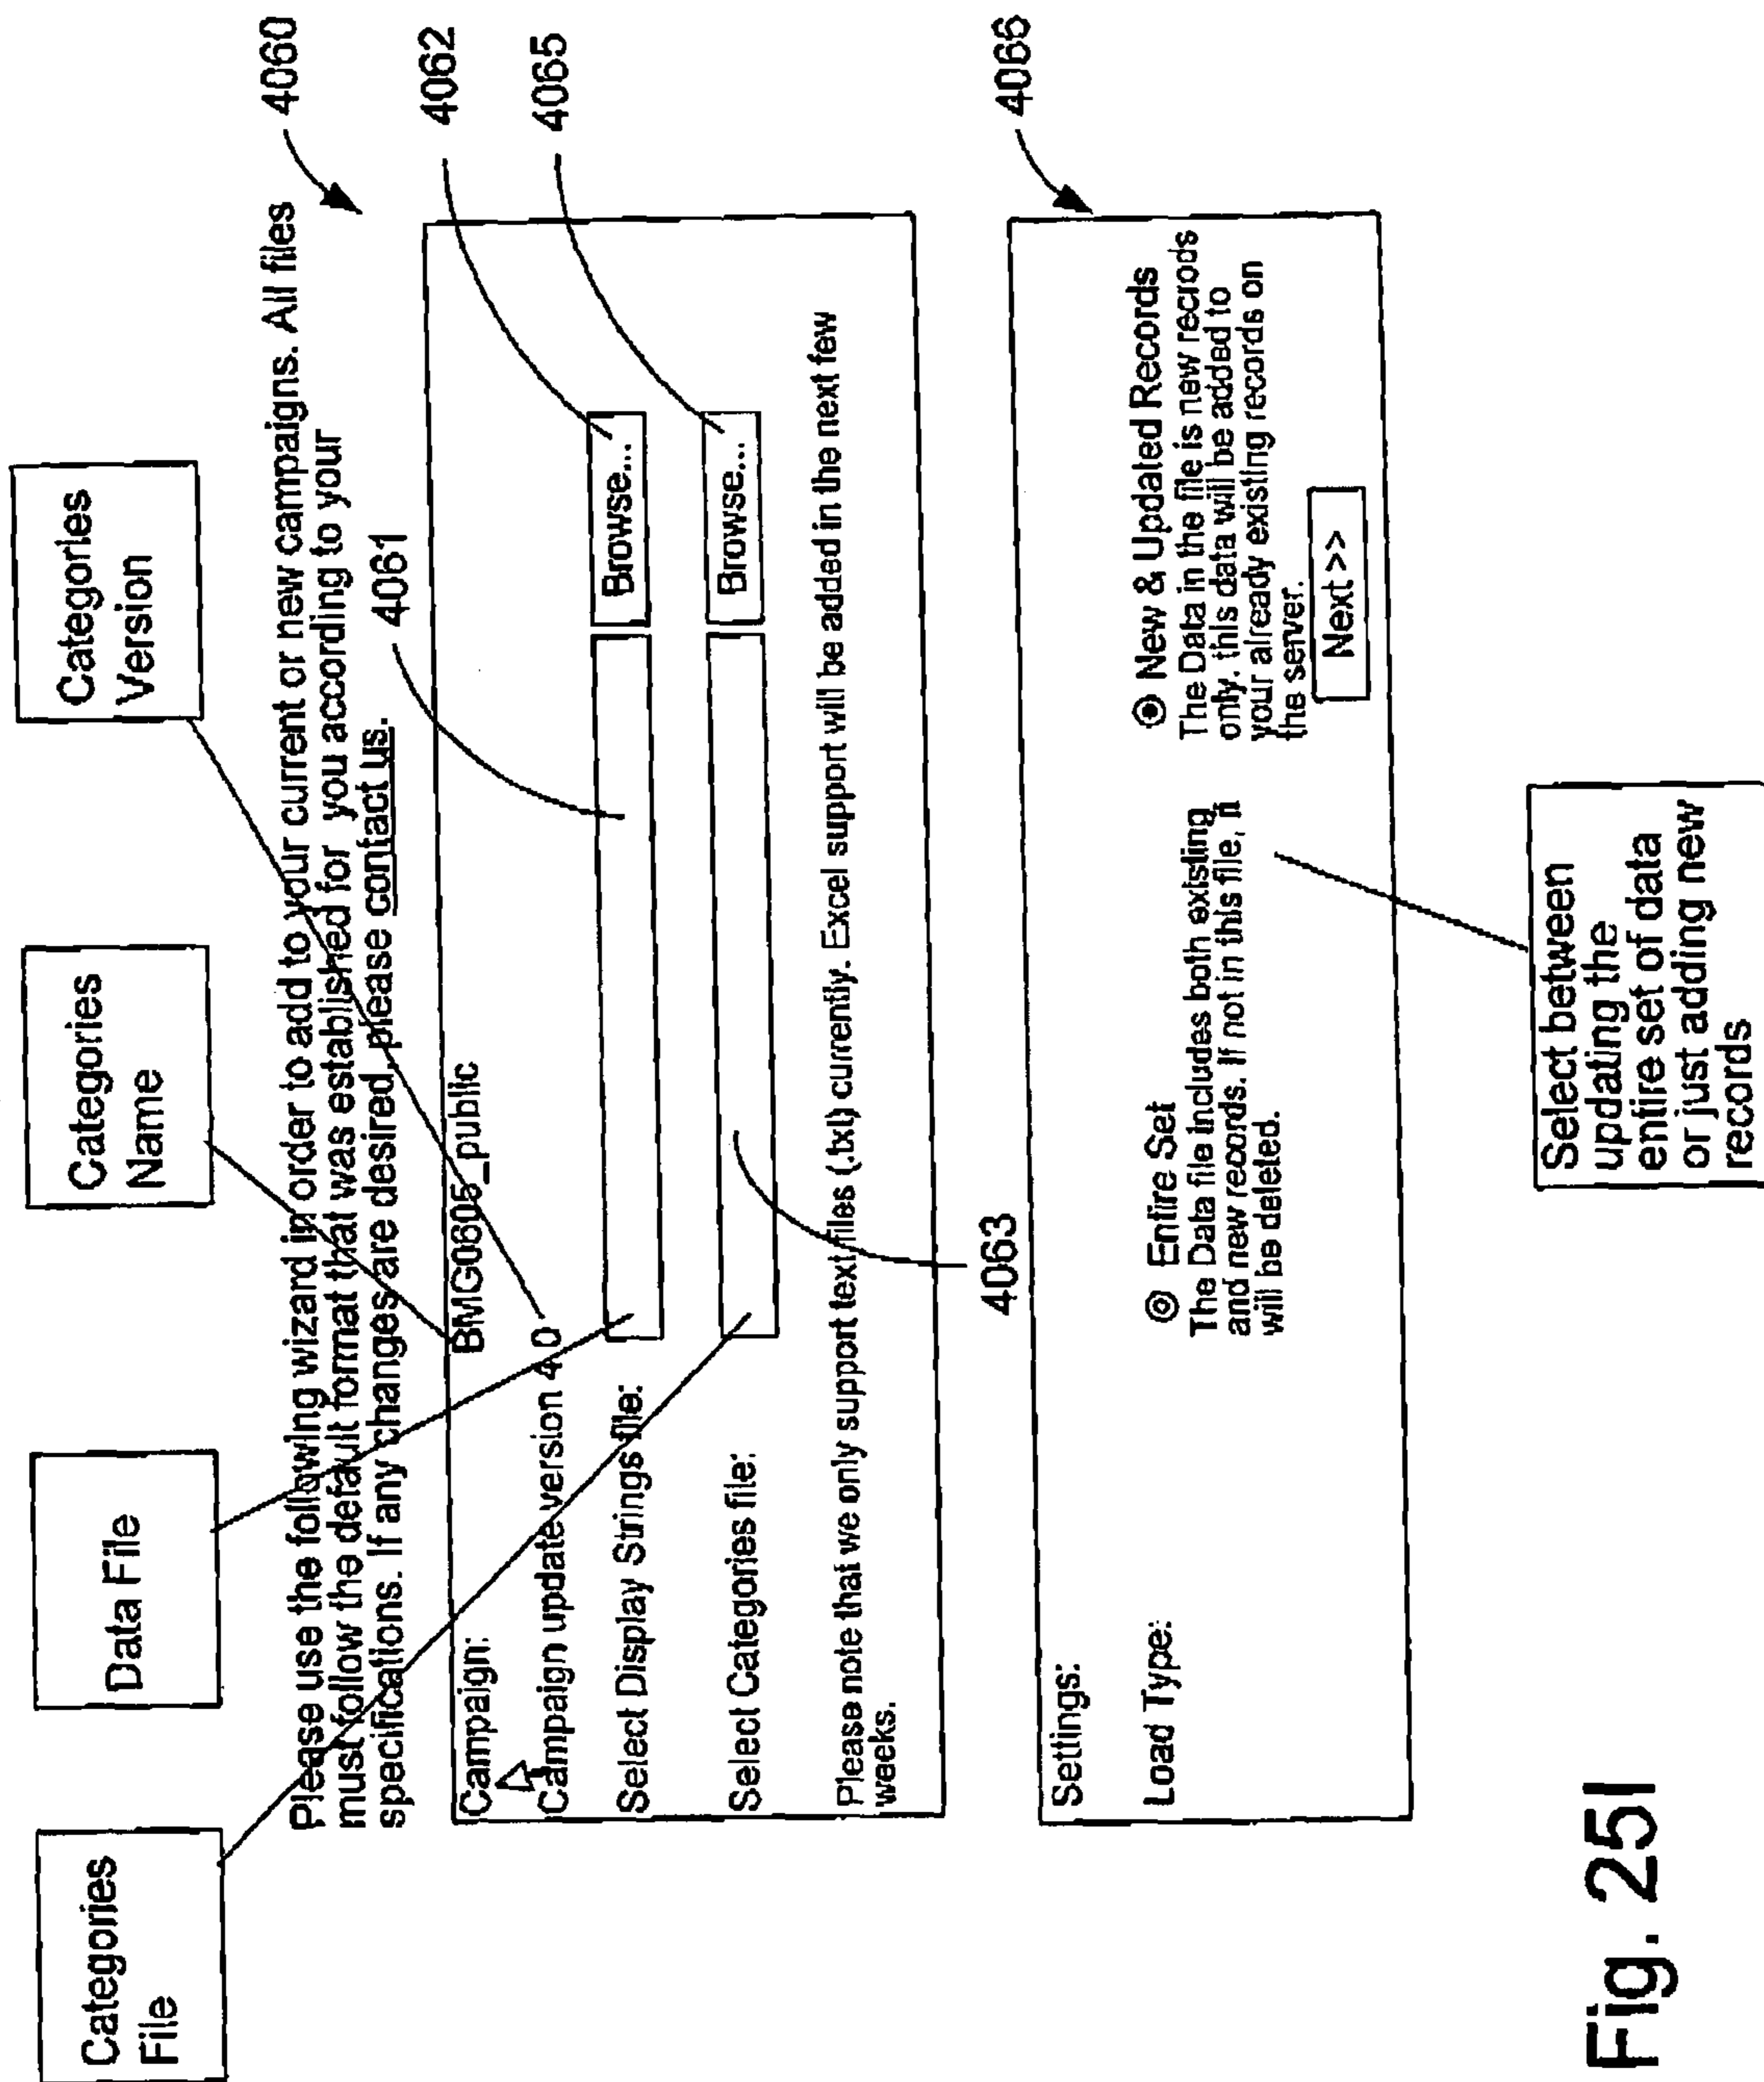 Categories
File
Data File
Categories
Name
Categories
Version
Please use the following wizard in order to add to your current or new campaigns. All files
must follow the default format that was established for you according to your
specifications. If any changes are desired, please contact us.
4060
4061
4062
4065
Campaign:
BMG0605_public
Campaign update version 4 0
Select Display Strings file:
Browse...
Select Categories file:
Browse...
Please note that we only support text files (.txt) currently. Excel support will be added in the next few
weeks.
4063
4066
Settings:
Load Type:
Entire Set
The Data file includes both existing
and new records. If not in this file, it
will be deleted.
New & Updated Records
The Data in the file is new recrods
only. this data will be added to
your already existing records on
the server.
Next >>
Select between
updating the
entire set of data
or just adding new
records
Fig. 25I